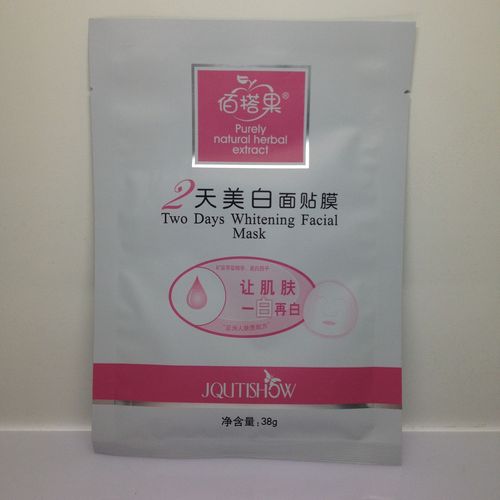 佰搭果®
Purely
natural herbal
extract
2天美白面贴膜
Two Days Whitening Facial
Mask
让肌肤
一白再白
JQUTISHOW
净含量:38g